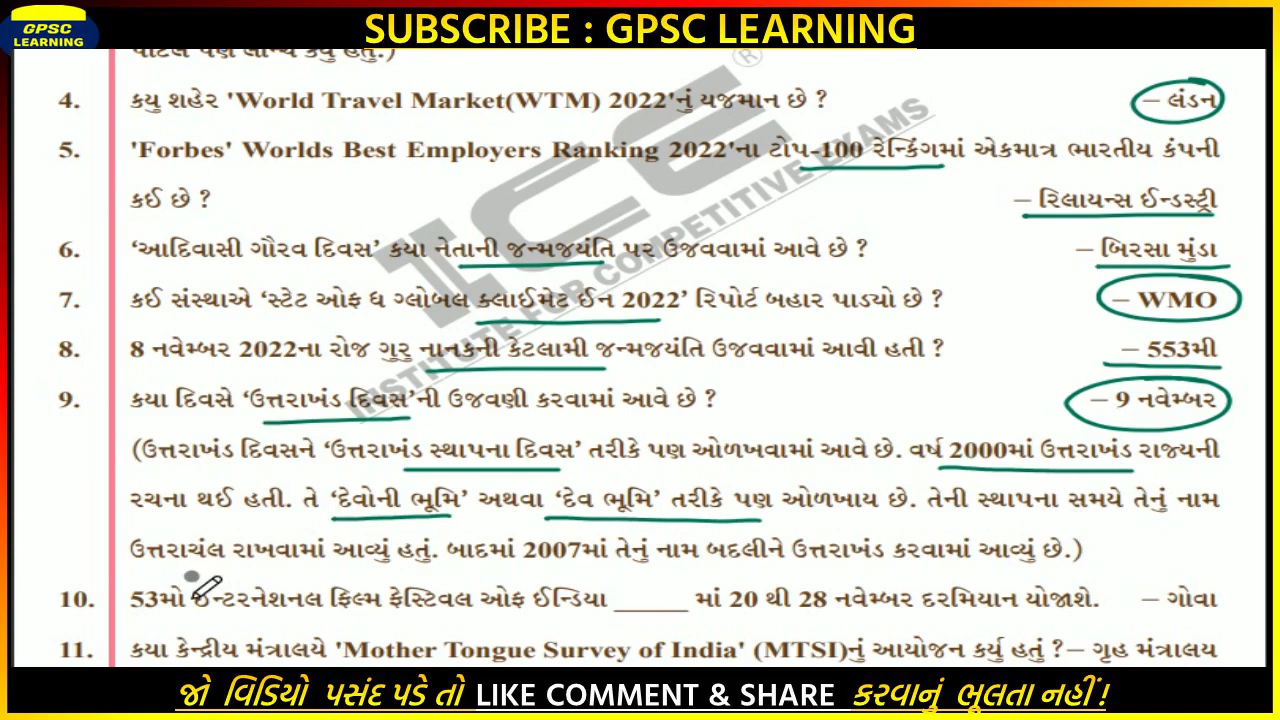 GPSC
LEARNING
SUBSCRIBE : GPSC LEARNING
4. કયુ શહેર 'World Travel Market(WTM) 2022'નું યજમાન છે ? – લંડન
5. 'Forbes' Worlds Best Employers Ranking 2022'ના ટોપ-100 રેન્કિંગમાં એકમાત્ર ભારતીય કંપની
કઈ છે ? – રિલાયન્સ ઈન્ડસ્ટ્રી
6. ‘આદિવાસી ગૌરવ દિવસ’ કયા નેતાની જન્મજયંતિ પર ઉજવવામાં આવે છે ? – બિરસા મુંડા
7. કઈ સંસ્થાએ ‘સ્ટેટ ઓફ ધ ગ્લોબલ ક્લાઈમેટ ઈન 2022’ રિપોર્ટ બહાર પાડ્યો છે ? – WMO
8. 8 નવેમ્બર 2022ના રોજ ગુરુ નાનકની કેટલામી જન્મજયંતિ ઉજવવામાં આવી હતી ? – 553મી
9. કયા દિવસે ‘ઉત્તરાખંડ દિવસ’ની ઉજવણી કરવામાં આવે છે ? – 9 નવેમ્બર
(ઉત્તરાખંડ દિવસને ‘ઉત્તરાખંડ સ્થાપના દિવસ’ તરીકે પણ ઓળખવામાં આવે છે. વર્ષ 2000માં ઉત્તરાખંડ રાજ્યની
રચના થઈ હતી. તે ‘દેવોની ભૂમિ’ અથવા ‘દેવ ભૂમિ’ તરીકે પણ ઓળખાય છે. તેની સ્થાપના સમયે તેનું નામ
ઉત્તરાચંલ રાખવામાં આવ્યું હતું. બાદમાં 2007માં તેનું નામ બદલીને ઉત્તરાખંડ કરવામાં આવ્યું છે.)
10. 53મો ઈન્ટરનેશનલ ફિલ્મ ફેસ્ટિવલ ઓફ ઈન્ડિયા ______ માં 20 થી 28 નવેમ્બર દરમિયાન યોજાશે. – ગોવા
11. કયા કેન્દ્રીય મંત્રાલયે 'Mother Tongue Survey of India' (MTSI)નું આયોજન કર્યુ હતું ? – ગૃહ મંત્રાલય
ICE ®
INSTITUTE FOR COMPETITIVE EXAMS
જો વિડિયો પસંદ પડે તો LIKE COMMENT & SHARE કરવાનું ભૂલતા નહીં!